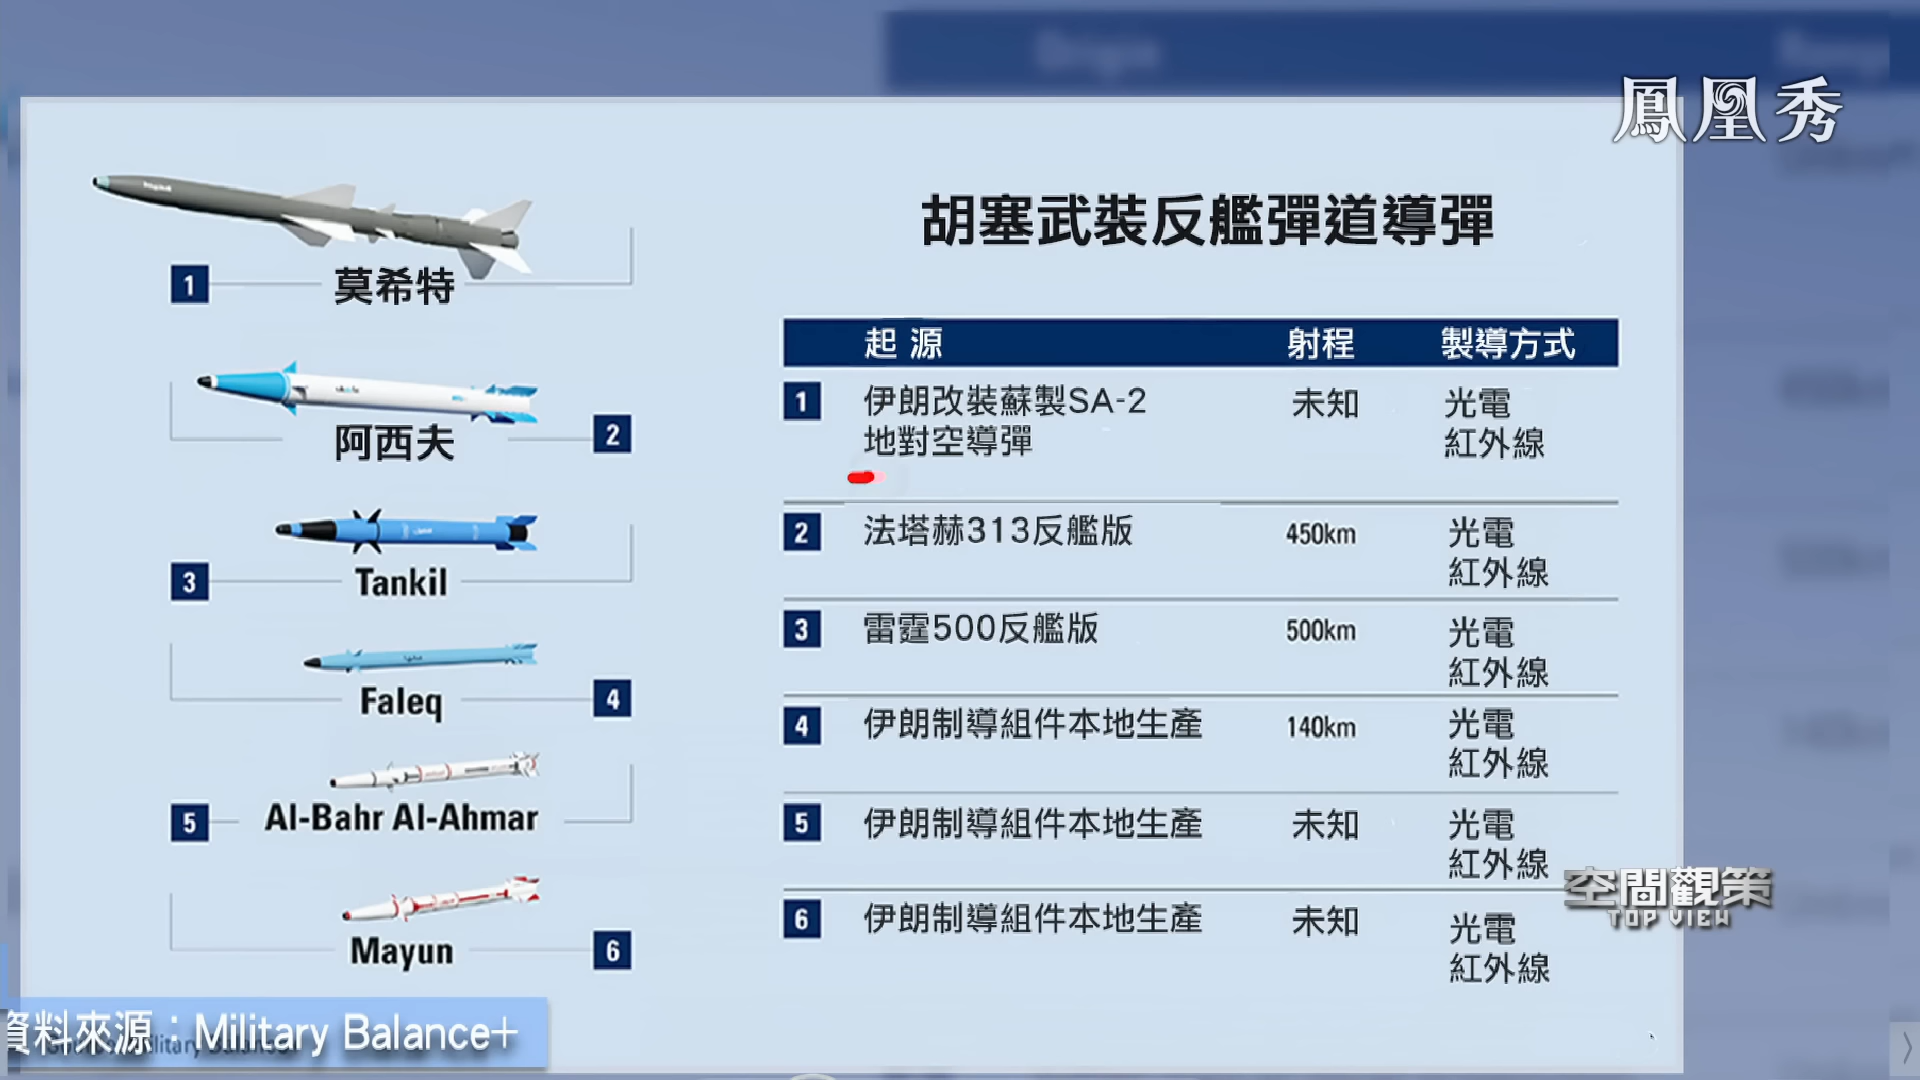 Origin
鳳凰秀
胡塞武裝反艦彈道導彈
1 莫希特
阿西夫 2
3 Tankil
Faleq 4
5 Al-Bahr Al-Ahmar
Mayun 6
起 源 射程 製導方式
1 伊朗改裝蘇製SA-2 未知 光電
地對空導彈 紅外線
2 法塔赫313反艦版 450km 光電
紅外線
3 雷霆500反艦版 500km 光電
紅外線
4 伊朗制導組件本地生產 140km 光電
紅外線
5 伊朗制導組件本地生產 未知 光電
紅外線
6 伊朗制導組件本地生產 未知 光電
紅外線
空間觀策
TOP VIEW
資料來源：Military Balance+